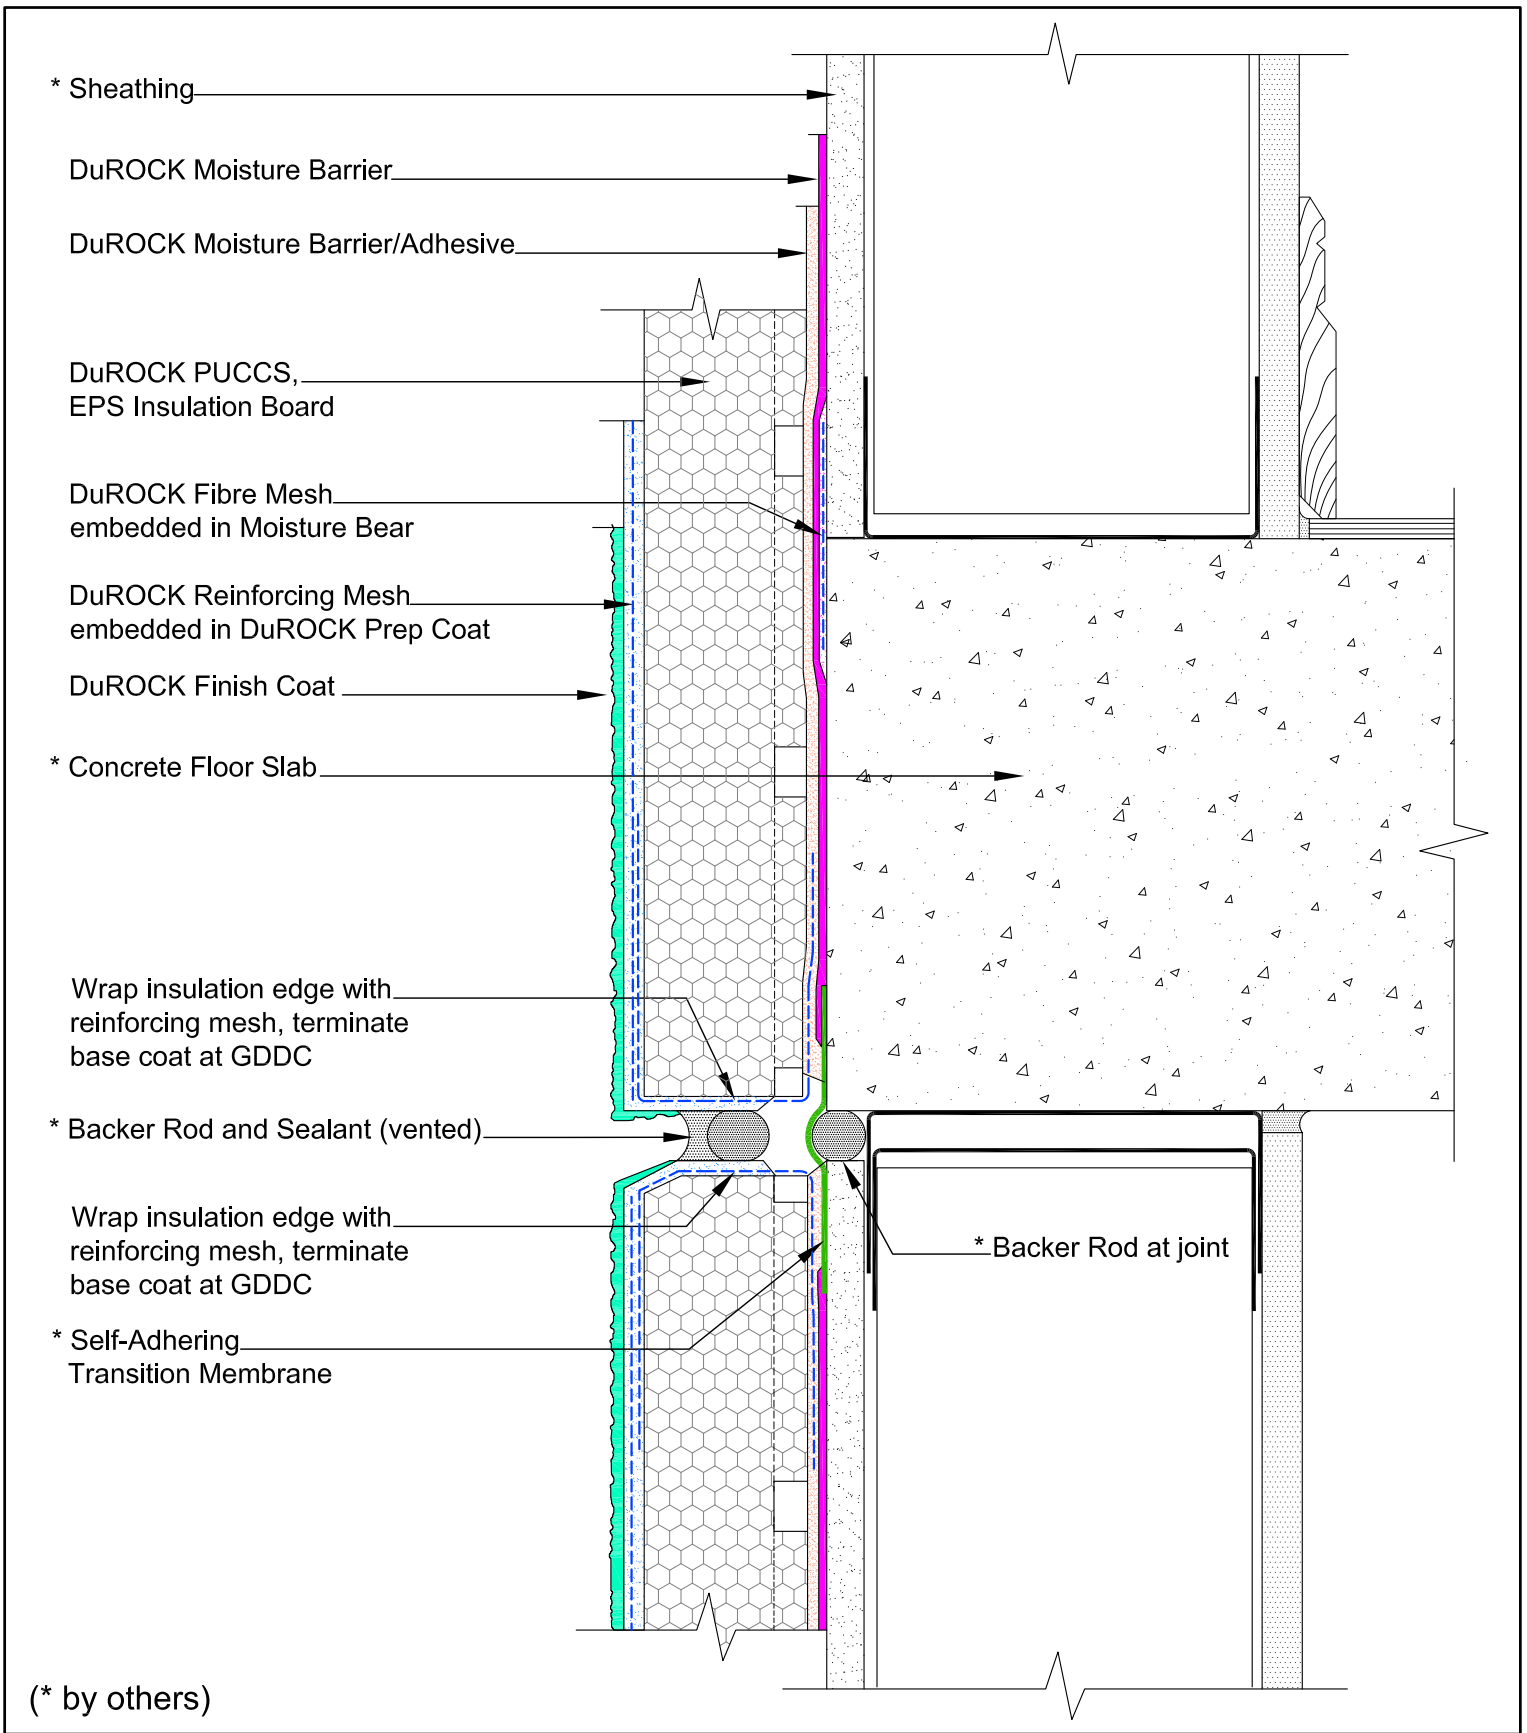 * Sheathing
DuROCK Moisture Barrier
DuROCK Moisture Barrier/Adhesive
DuROCK PUCCS,
EPS Insulation Board
DuROCK Fibre Mesh
embedded in Moisture Bear
DuROCK Reinforcing Mesh
embedded in DuROCK Prep Coat
DuROCK Finish Coat
* Concrete Floor Slab
Wrap insulation edge with
reinforcing mesh, terminate
base coat at GDDC
* Backer Rod and Sealant (vented)
Wrap insulation edge with
reinforcing mesh, terminate
base coat at GDDC
* Backer Rod at joint
* Self-Adhering
Transition Membrane
(* by others)